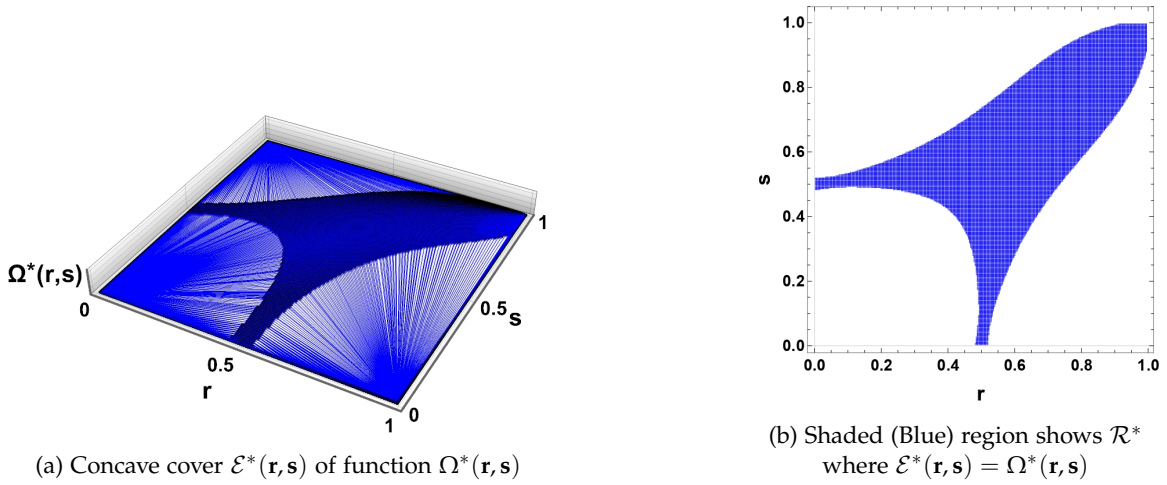 Ω*(r,s)
0
0.5
r
1
0
0.5
s
1
(a) Concave cover ℰ*(r, s) of function Ω*(r, s)
1.0
0.8
0.6
s
0.4
0.2
0.0
0.0 0.2 0.4 0.6 0.8 1.0
r
(b) Shaded (Blue) region shows ℛ*
where ℰ*(r, s) = Ω*(r, s)